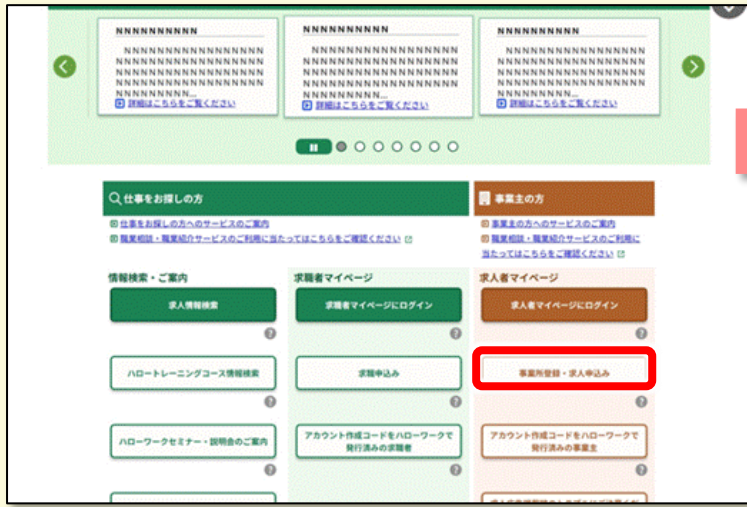 NNNNNNNNNN
NNNNNNNNNNNNNNNNN
NNNNNNNNNNNNNNNNNN
NNNNNNNNNNNNNNNNNN
NNNNNNNNNNNNNNNNNN
NNNNNNNNN...
詳細はこちらをご覧ください
NNNNNNNNNN
NNNNNNNNNNNNNNNNN
NNNNNNNNNNNNNNNNNN
NNNNNNNNNNNNNNNNNN
NNNNNNNNNNNNNNNNNN
NNNNNNNNN...
詳細はこちらをご覧ください
NNNNNNNNNN
NNNNNNNNNNNNNNNNN
NNNNNNNNNNNNNNNNNN
NNNNNNNNNNNNNNNNNN
NNNNNNNNNNNNNNNNNN
NNNNNNNNN...
詳細はこちらをご覧ください
仕事をお探しの方
仕事をお探しの方へのサービスのご案内
職業相談・職業紹介サービスのご利用に当たってはこちらをご確認ください
事業主の方
事業主の方へのサービスのご案内
職業相談・職業紹介サービスのご利用に
当たってはこちらをご確認ください
情報検索・ご案内
求人情報検索
?
ハロートレーニングコース情報検索
?
ハローワークセミナー・説明会のご案内
?
求職者マイページ
求職者マイページにログイン
?
求職申込み
?
アカウント作成コードをハローワークで
発行済みの求職者
?
求人者マイページ
求人者マイページにログイン
?
事業所登録・求人申込み
?
アカウント作成コードをハローワークで
発行済みの事業主
?